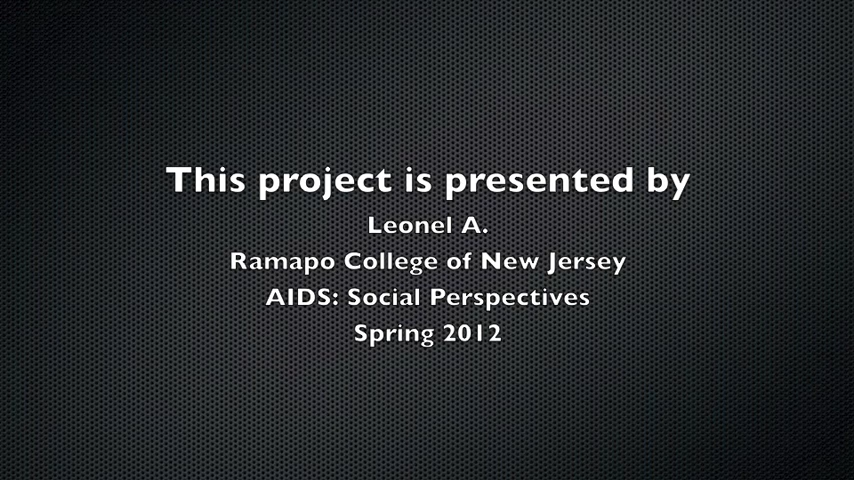 This project is presented by
Leonel A.
Ramapo College of New Jersey
AIDS: Social Perspectives
Spring 2012